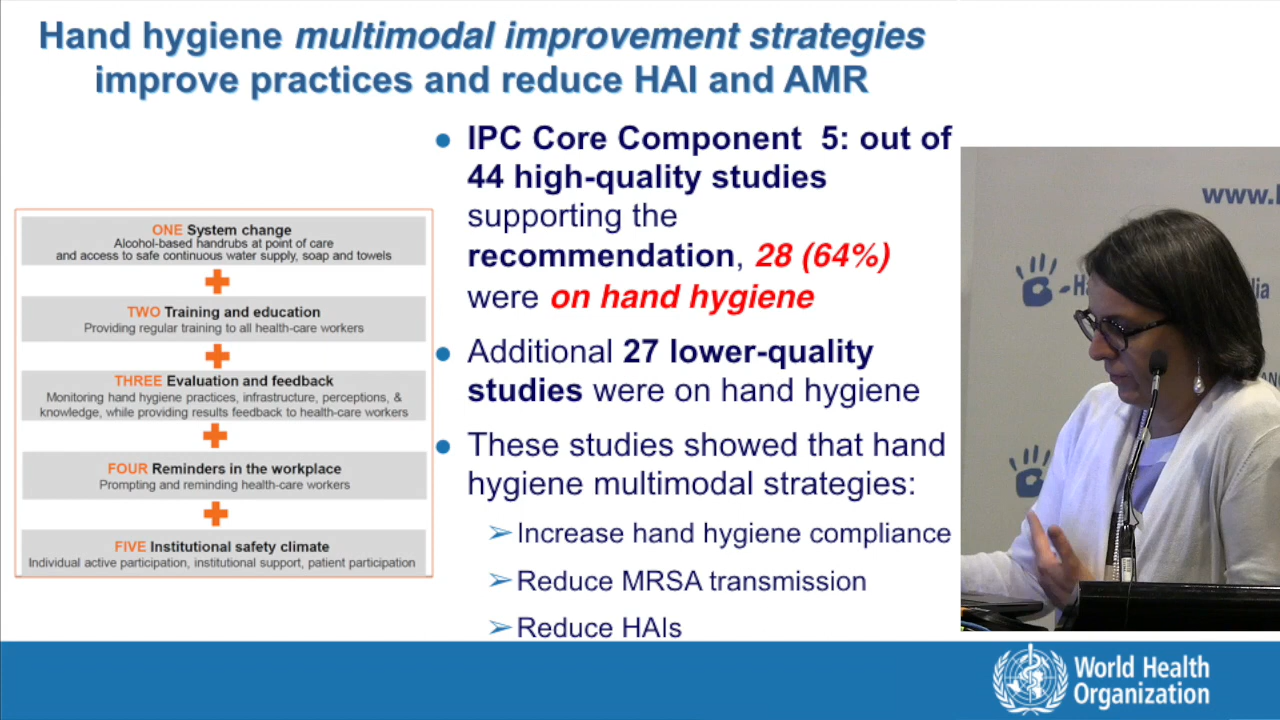 Hand hygiene multimodal improvement strategies
improve practices and reduce HAI and AMR
ONE System change
Alcohol-based handrubs at point of care
and access to safe continuous water supply, soap and towels
TWO Training and education
Providing regular training to all health-care workers
THREE Evaluation and feedback
Monitoring hand hygiene practices, infrastructure, perceptions, &
knowledge, while providing results feedback to health-care workers
FOUR Reminders in the workplace
Prompting and reminding health-care workers
FIVE Institutional safety climate
Individual active participation, institutional support, patient participation
IPC Core Component 5: out of
44 high-quality studies
supporting the
recommendation, 28 (64%)
were on hand hygiene
Additional 27 lower-quality
studies were on hand hygiene
These studies showed that hand
hygiene multimodal strategies:
Increase hand hygiene compliance
Reduce MRSA transmission
Reduce HAIs
www.
World Health
Organization